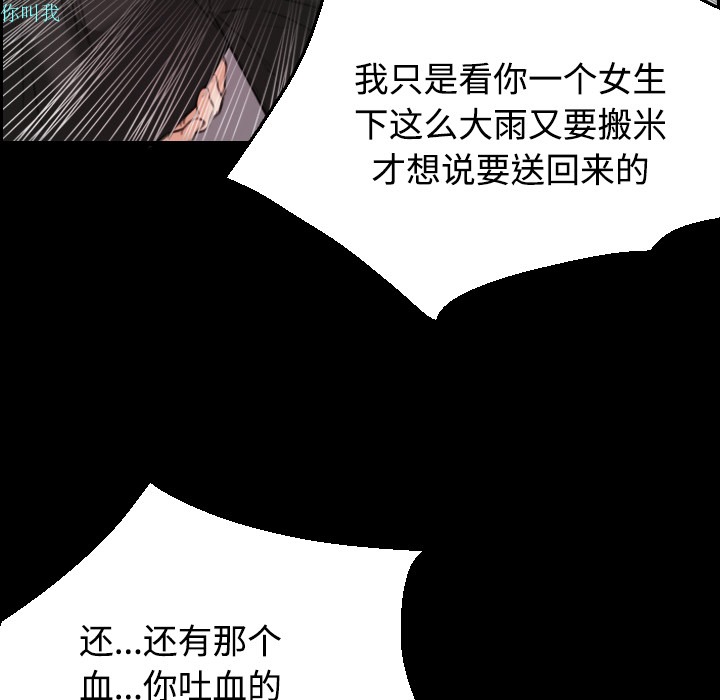 你叫我
我只是看你一个女生
下这么大雨又要搬米
才想说要送回来的
还...还有那个
血...你吐血的